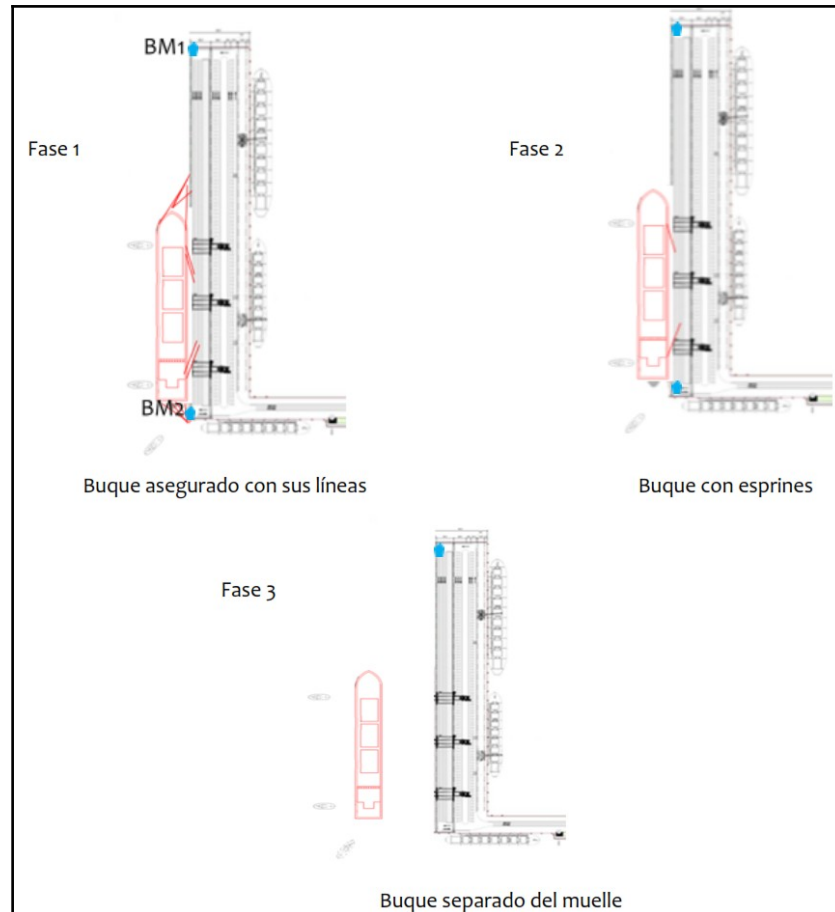 BM1
Fase 1
Fase 2
BM2
Buque asegurado con sus líneas
Buque con esprines
Fase 3
Buque separado del muelle